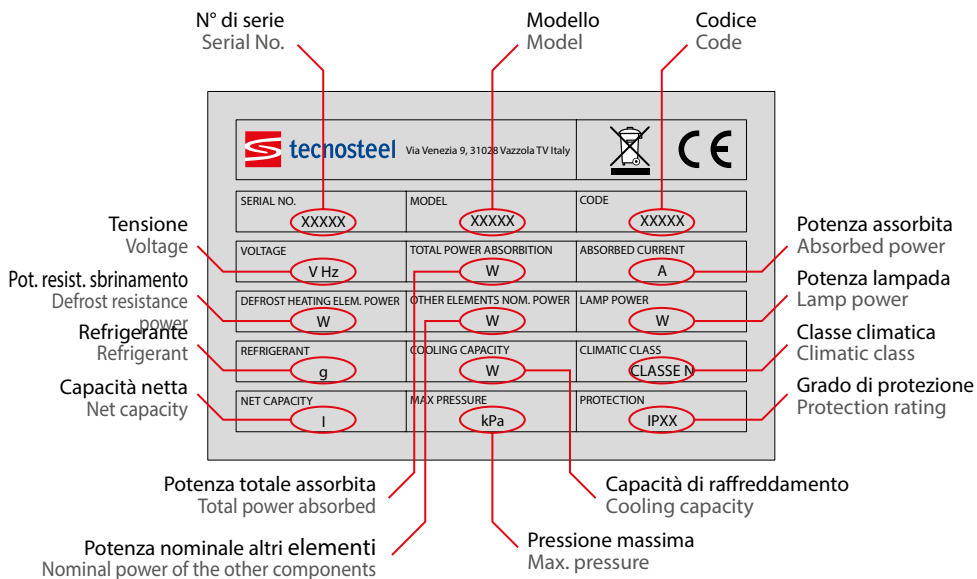 N° di serie
Serial No.
Modello
Model
Codice
Code
tecnosteel Via Venezia 9, 31028 Vazzola TV Italy
CE
SERIAL NO.
XXXXX
MODEL
XXXXX
CODE
XXXXX
Tensione
Voltage
VOLTAGE
V Hz
TOTAL POWER ABSORBITION
W
ABSORBED CURRENT
A
Potenza assorbita
Absorbed power
Pot. resist. sbrinamento
Defrost resistance
power
DEFROST HEATING ELEM. POWER
W
OTHER ELEMENTS NOM. POWER
W
LAMP POWER
W
Potenza lampada
Lamp power
Refrigerante
Refrigerant
REFRIGERANT
g
COOLING CAPACITY
W
CLIMATIC CLASS
CLASSE N
Classe climatica
Climatic class
Capacità netta
Net capacity
NET CAPACITY
l
MAX PRESSURE
kPa
PROTECTION
IPXX
Grado di protezione
Protection rating
Potenza totale assorbita
Total power absorbed
Capacità di raffreddamento
Cooling capacity
Potenza nominale altri elementi
Nominal power of the other components
Pressione massima
Max. pressure